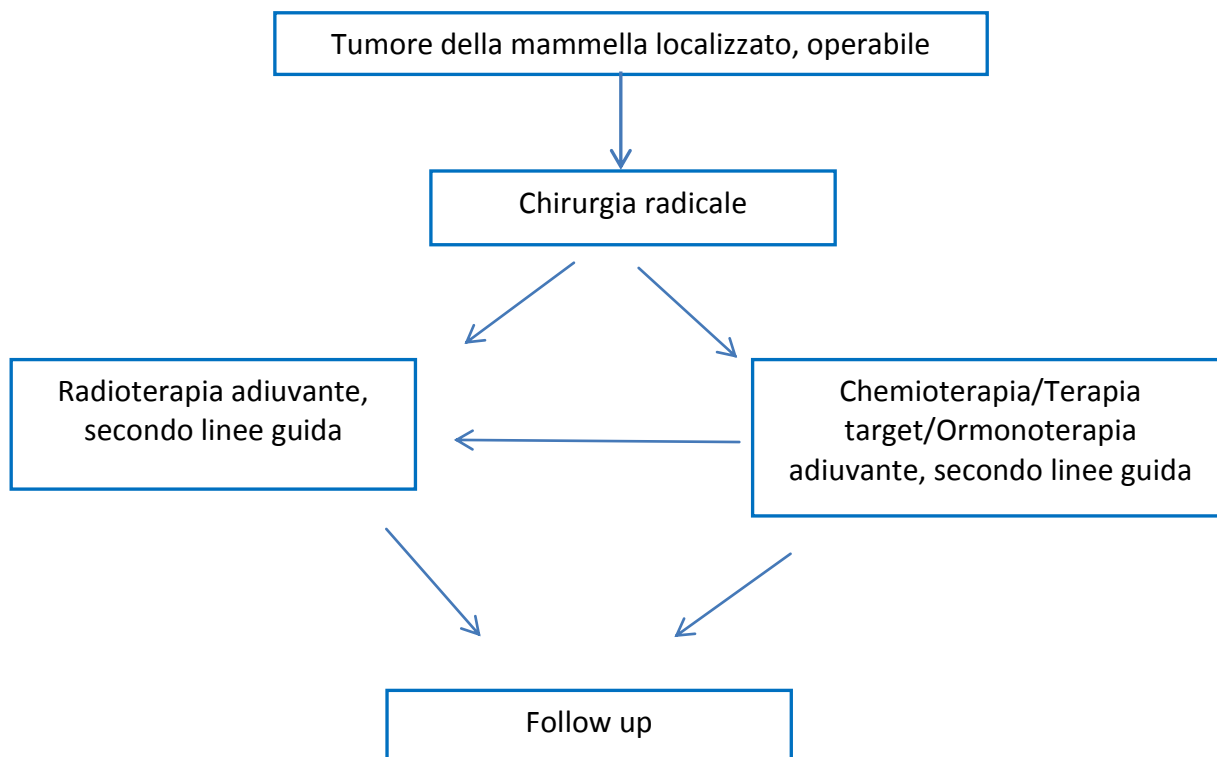 Tumore della mammella localizzato, operabile
Chirurgia radicale
Radioterapia adiuvante,
secondo linee guida
Chemioterapia/Terapia
target/Ormonoterapia
adiuvante, secondo linee guida
Follow up